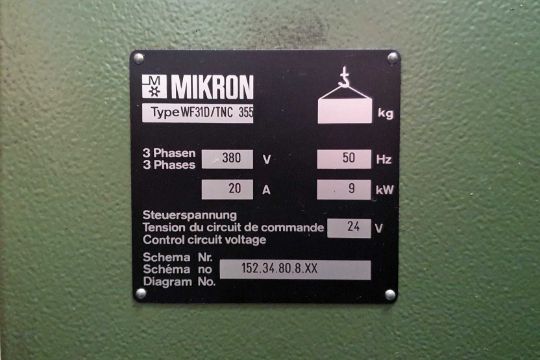 M MIKRON
Type WF31D/TNC 355
kg
3 Phasen
3 Phases
380 V
50 Hz
20 A
9 kW
Steuerspannung
Tension du circuit de commande
Control circuit voltage
24 V
Schema Nr.
Schéma no
Diagram No.
152.34.80.8.XX